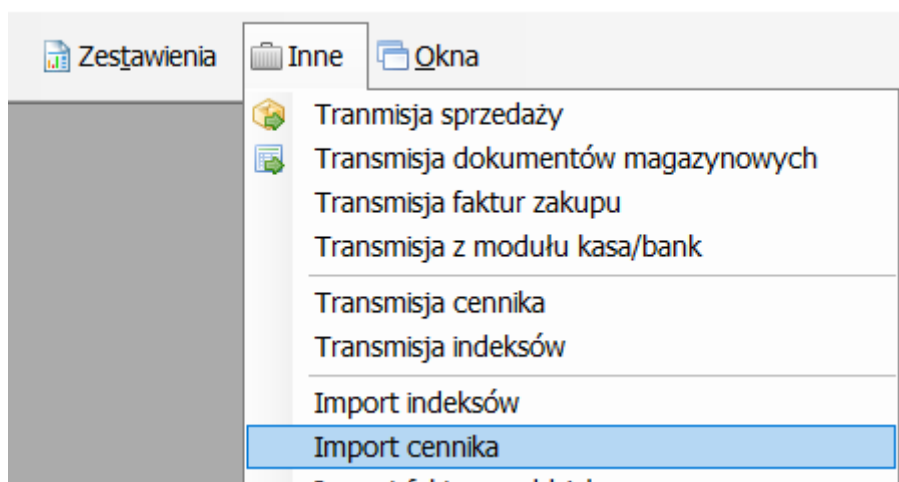 Zestawienia Inne Okna
Tranmisja sprzedaży
Transmisja dokumentów magazynowych
Transmisja faktur zakupu
Transmisja z modułu kasa/bank
Transmisja cennika
Transmisja indeksów
Import indeksów
Import cennika